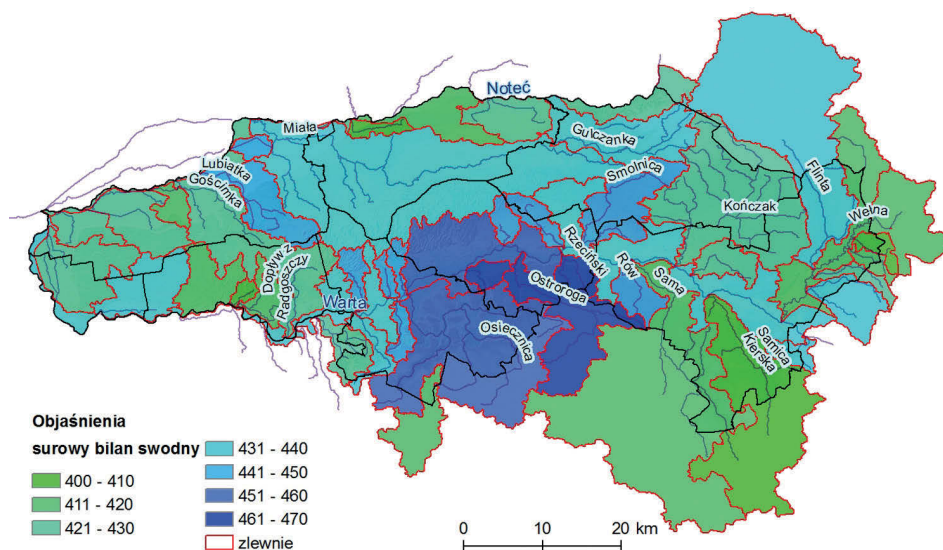 Noteć
Miała
Gulczanka
Lubiatka
Gośćinka
Smolnica
Flinta
Kończak
Wełna
Dopływ z
Radgoszczy
Rzeciński
Rów
Sama
Ostroroga
Warta
Osiecznica
Samica
Kierska
Objaśnienia
surowy bilan swodny
400 - 410
411 - 420
421 - 430
431 - 440
441 - 450
451 - 460
461 - 470
zlewnie
0 10 20 km